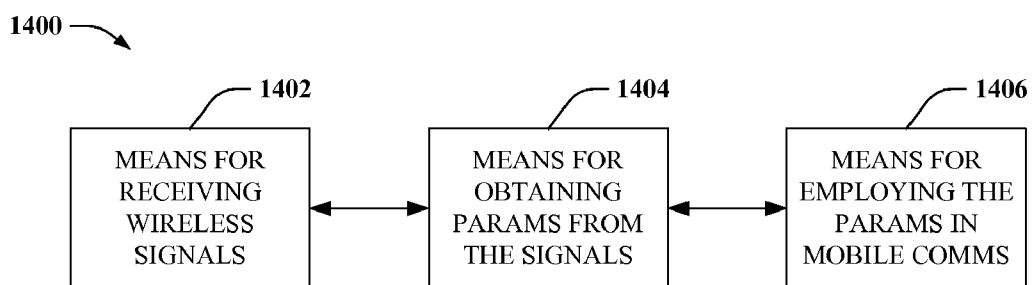 1400
1402
1404
1406
MEANS FOR
RECEIVING
WIRELESS
SIGNALS
MEANS FOR
OBTAINING
PARAMS FROM
THE SIGNALS
MEANS FOR
EMPLOYING THE
PARAMS IN
MOBILE COMMS